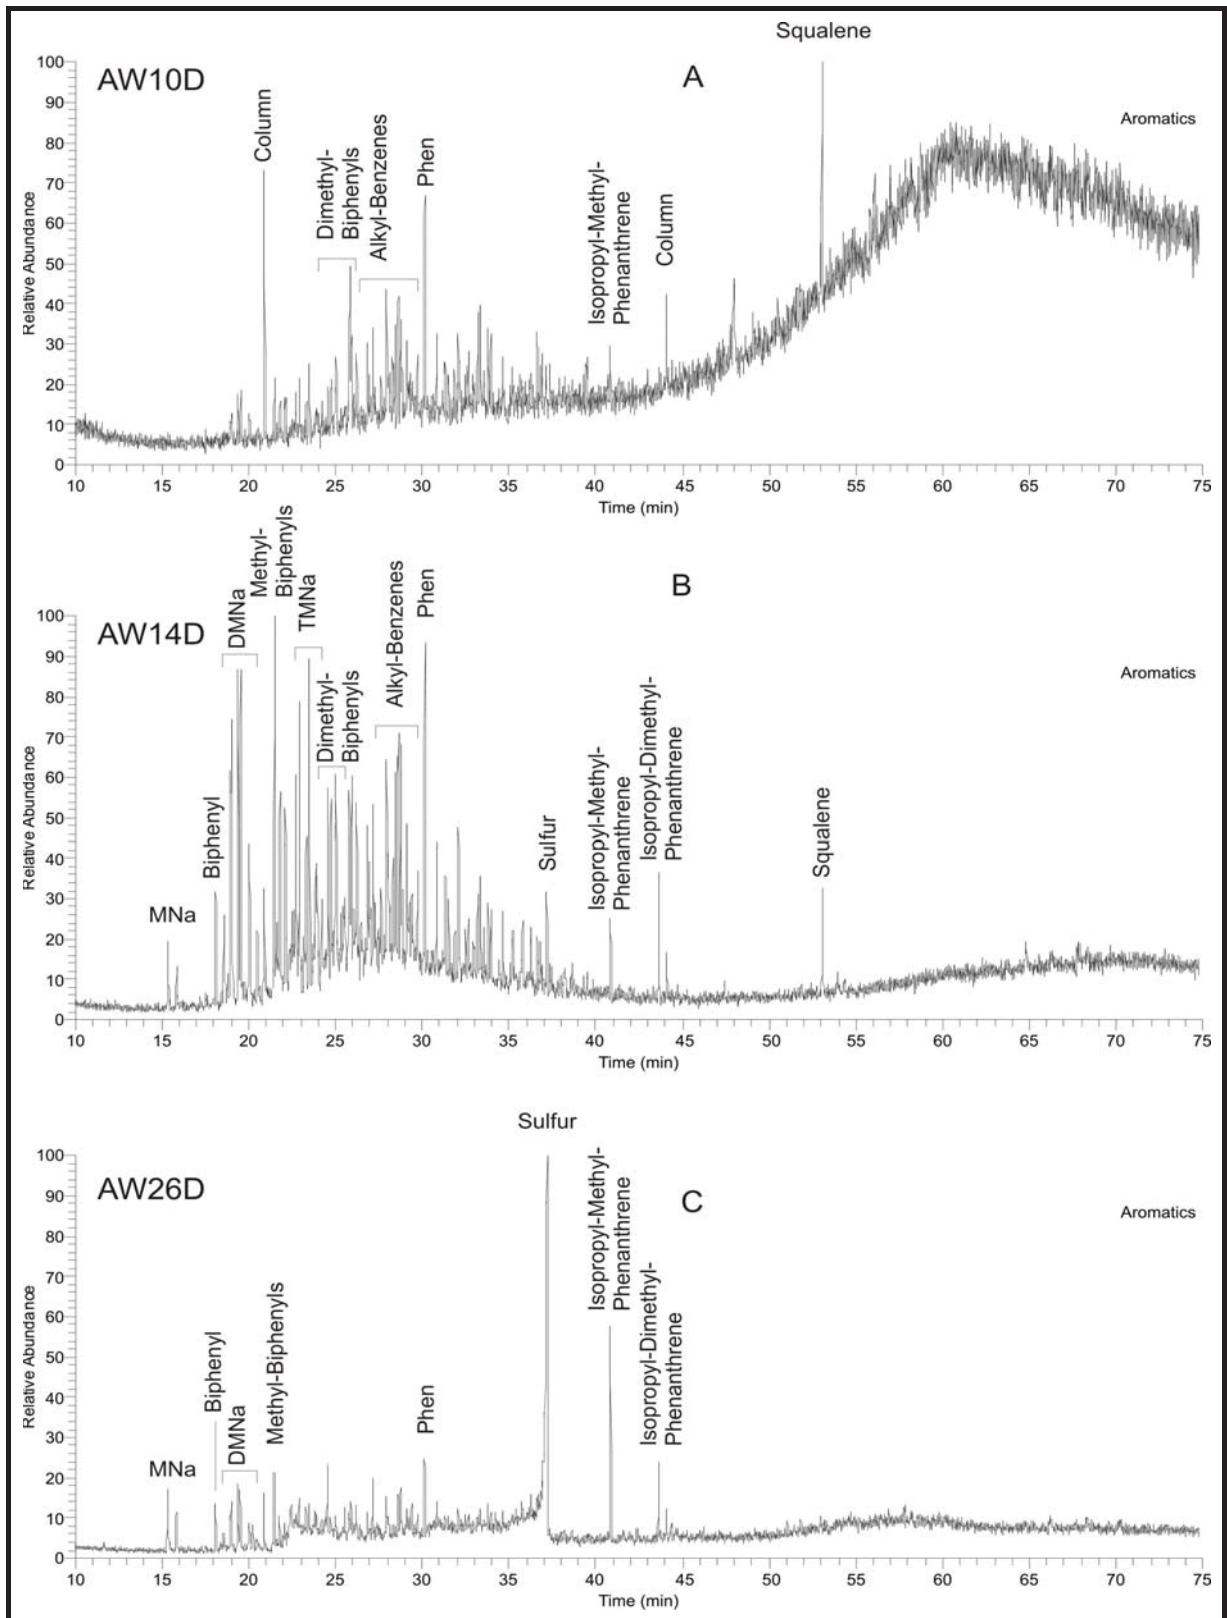 Squalene
AW10D
A
Aromatics
Column
Dimethyl-
Biphenyls
Alkyl-Benzenes
Phen
Isopropyl-Methyl-
Phenanthrene
Column
Relative Abundance
100
90
80
70
60
50
40
30
20
10
0
10 15 20 25 30 35 40 45 50 55 60 65 70 75
Time (min)
AW14D
B
Aromatics
MNa
Biphenyl
DMNa
Methyl-
Biphenyls
TMNa
Dimethyl-
Biphenyls
Alkyl-Benzenes
Phen
Sulfur
Isopropyl-Methyl-
Phenanthrene
Isopropyl-Dimethyl-
Phenanthrene
Squalene
Relative Abundance
100
90
80
70
60
50
40
30
20
10
0
10 15 20 25 30 35 40 45 50 55 60 65 70 75
Time (min)
Sulfur
AW26D
C
Aromatics
MNa
Biphenyl
DMNa
Methyl-Biphenyls
Phen
Isopropyl-Methyl-
Phenanthrene
Isopropyl-Dimethyl-
Phenanthrene
Relative Abundance
100
90
80
70
60
50
40
30
20
10
0
10 15 20 25 30 35 40 45 50 55 60 65 70 75
Time (min)